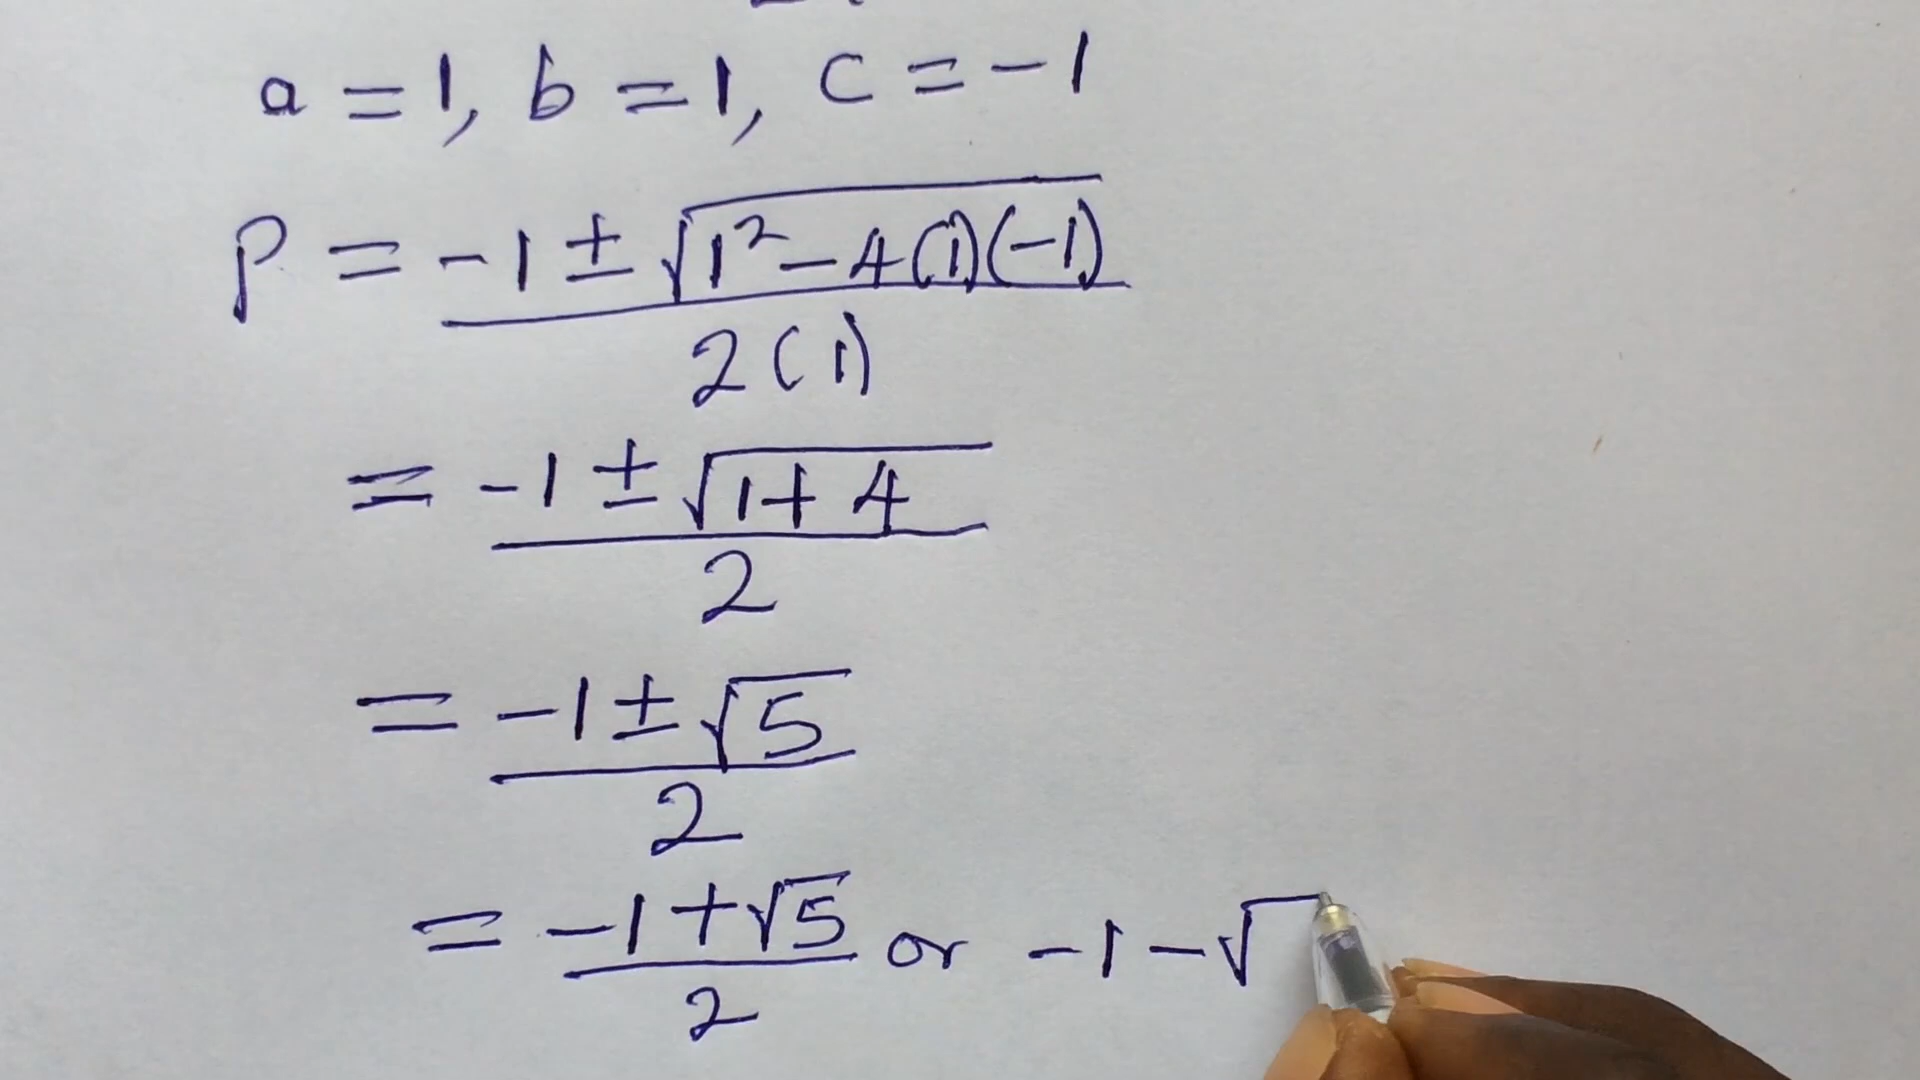 a = 1, b = 1, c = -1
P = -1 ± √1² - 4(1)(-1)
2(1)
= -1 ± √1 + 4
2
= -1 ± √5
2
= -1 + √5 or -1 - √
2